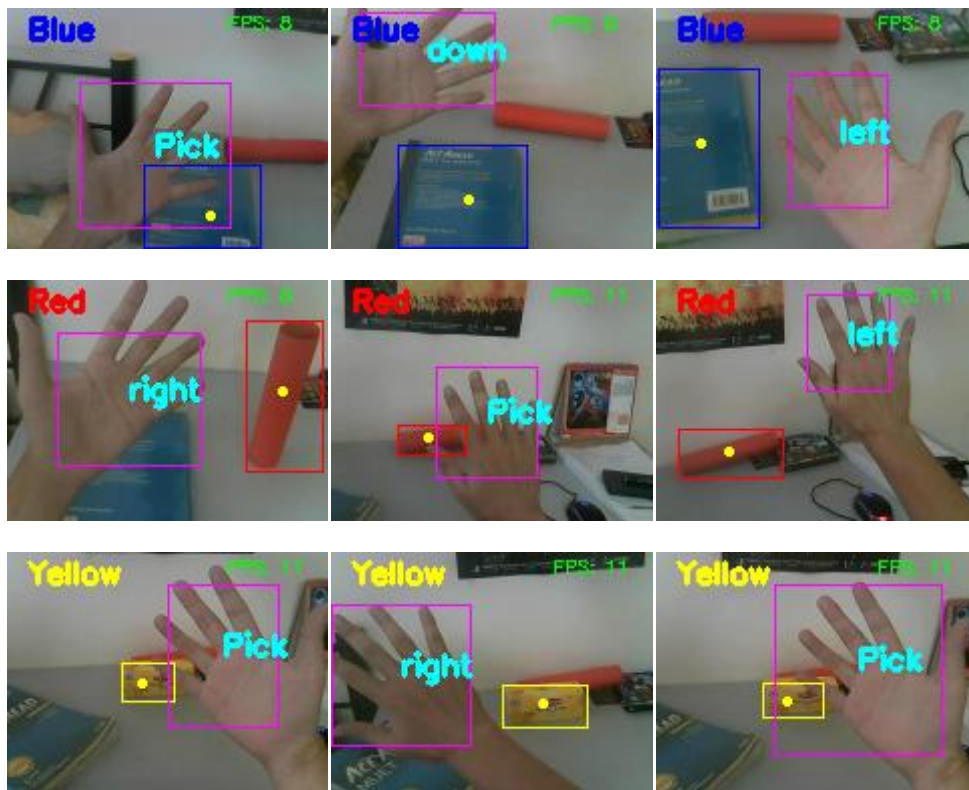 Blue
FPS: 8
Pick
Blue
FPS: 8
down
Blue
FPS: 8
left
Red
FPS: 8
right
Red
FPS: 11
Pick
Red
FPS: 11
left
Yellow
FPS: 11
Pick
Yellow
FPS: 11
right
Yellow
FPS: 11
Pick